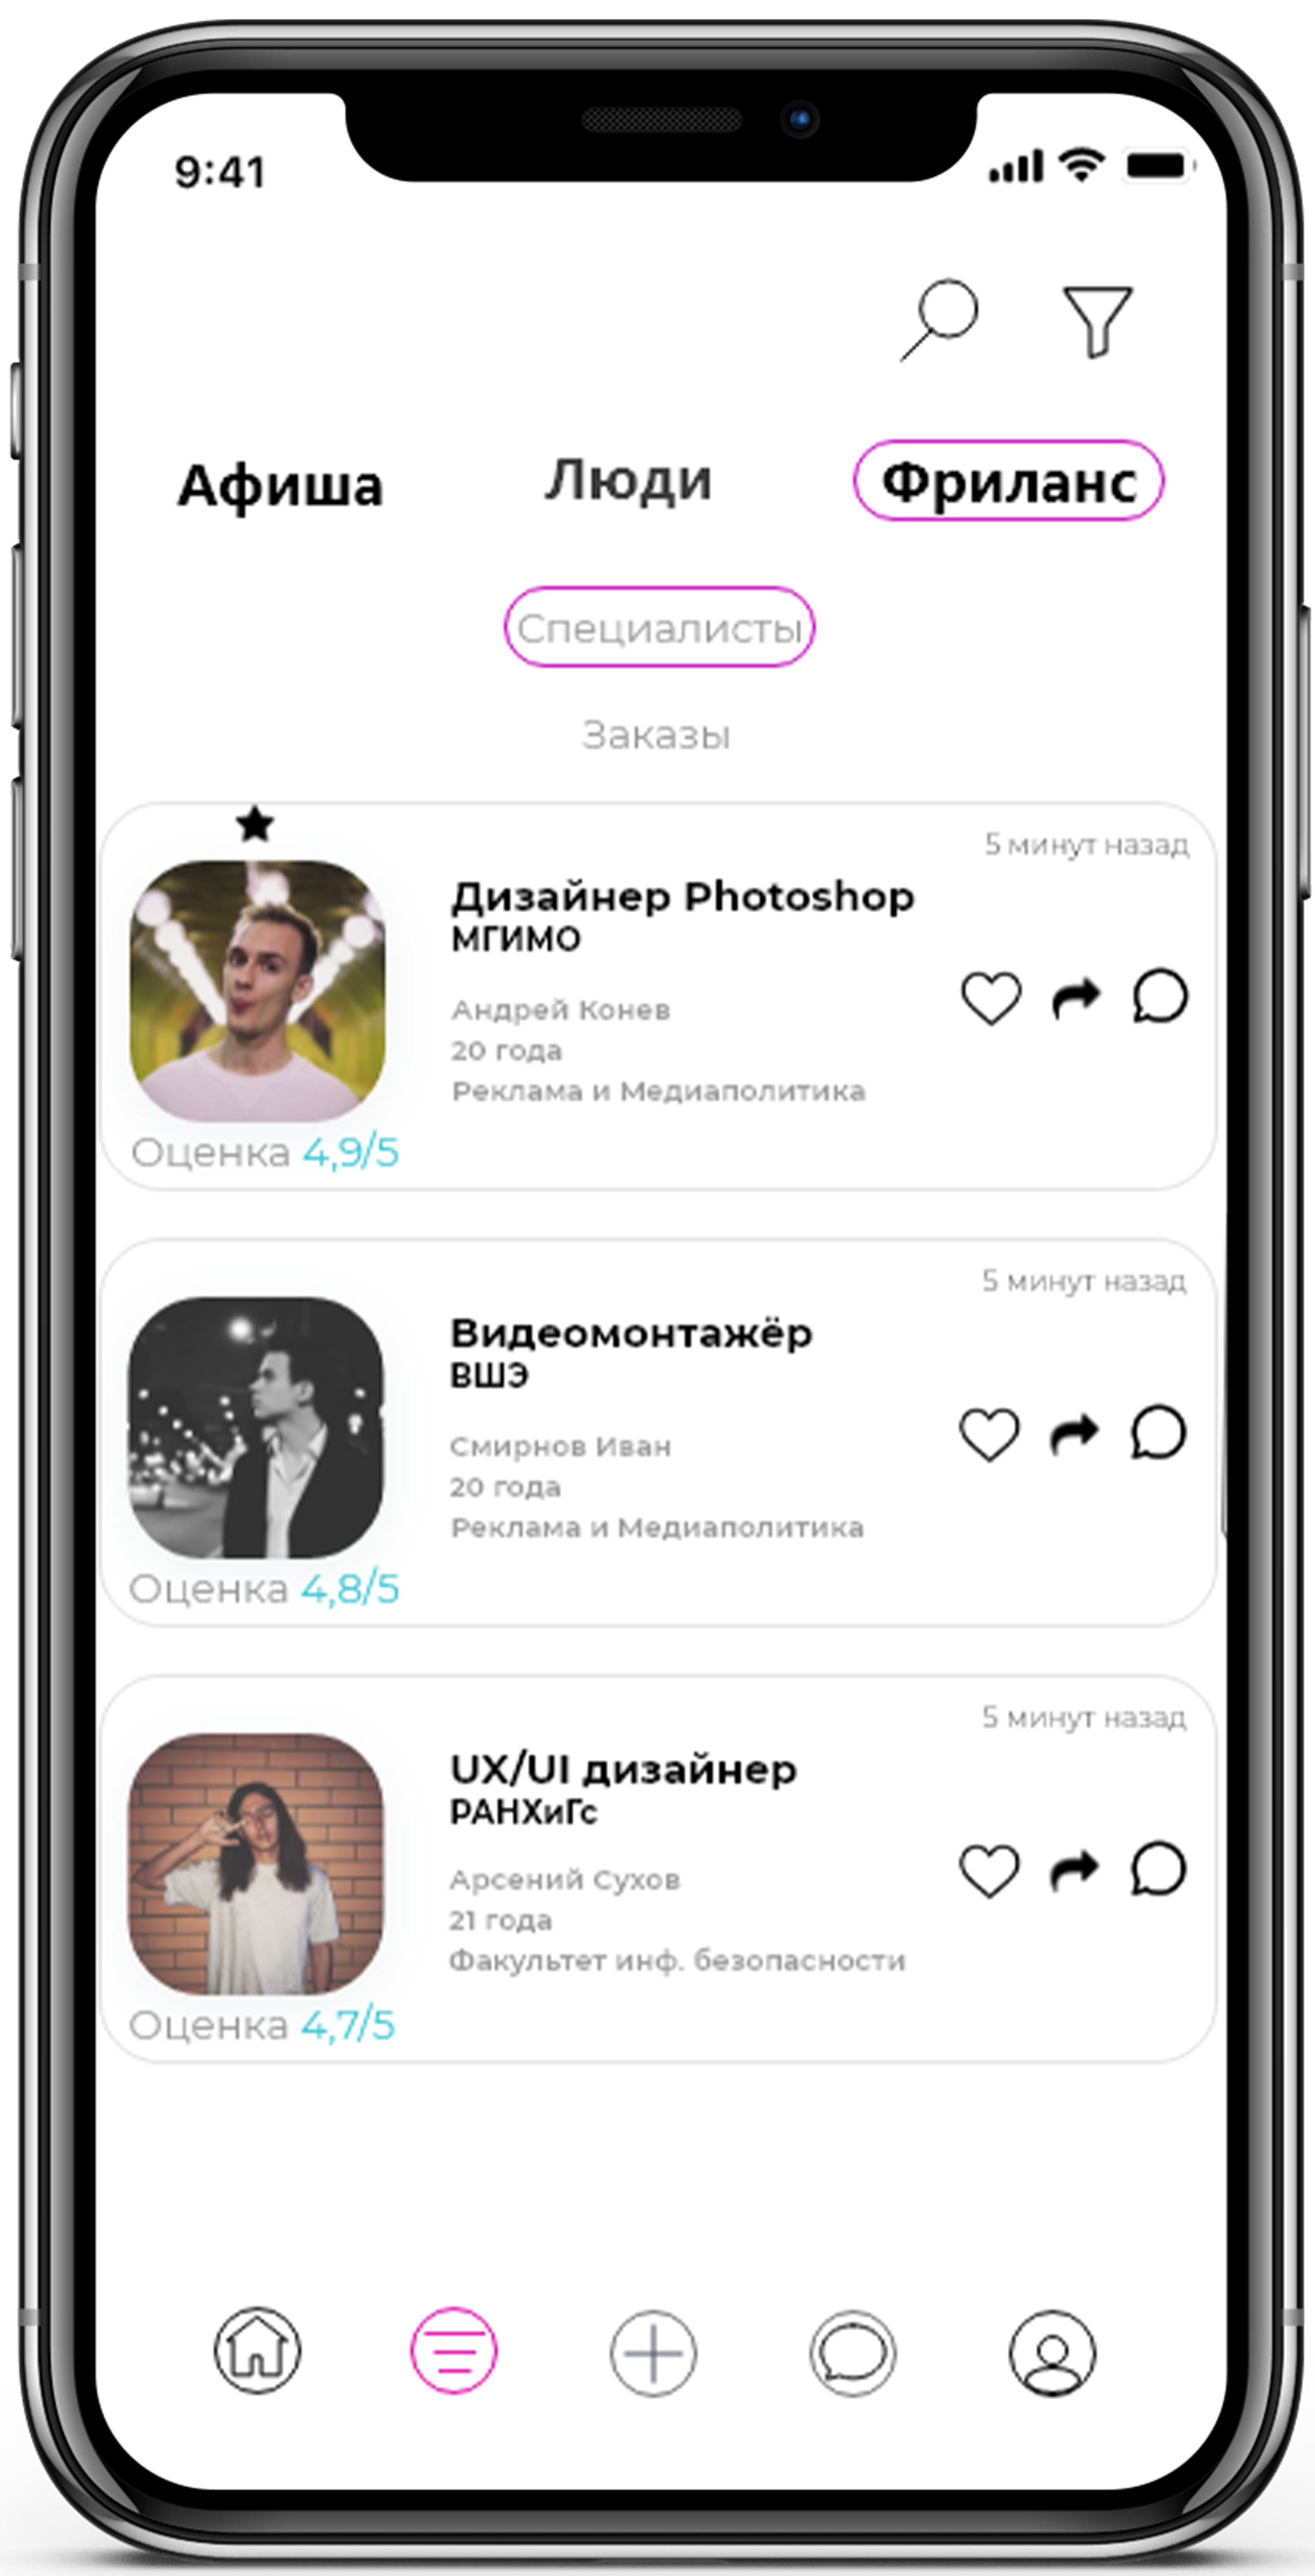 9:41
Афиша
Люди
Фриланс
Специалисты
Заказы
5 минут назад
Дизайнер Photoshop
МГИМО
Андрей Конев
20 года
Реклама и Медиаполитика
Оценка 4,9/5
5 минут назад
Видеомонтажёр
ВШЭ
Смирнов Иван
20 года
Реклама и Медиаполитика
Оценка 4,8/5
5 минут назад
UX/UI дизайнер
РАНХиГс
Арсений Сухов
21 года
Факультет инф. безопасности
Оценка 4,7/5